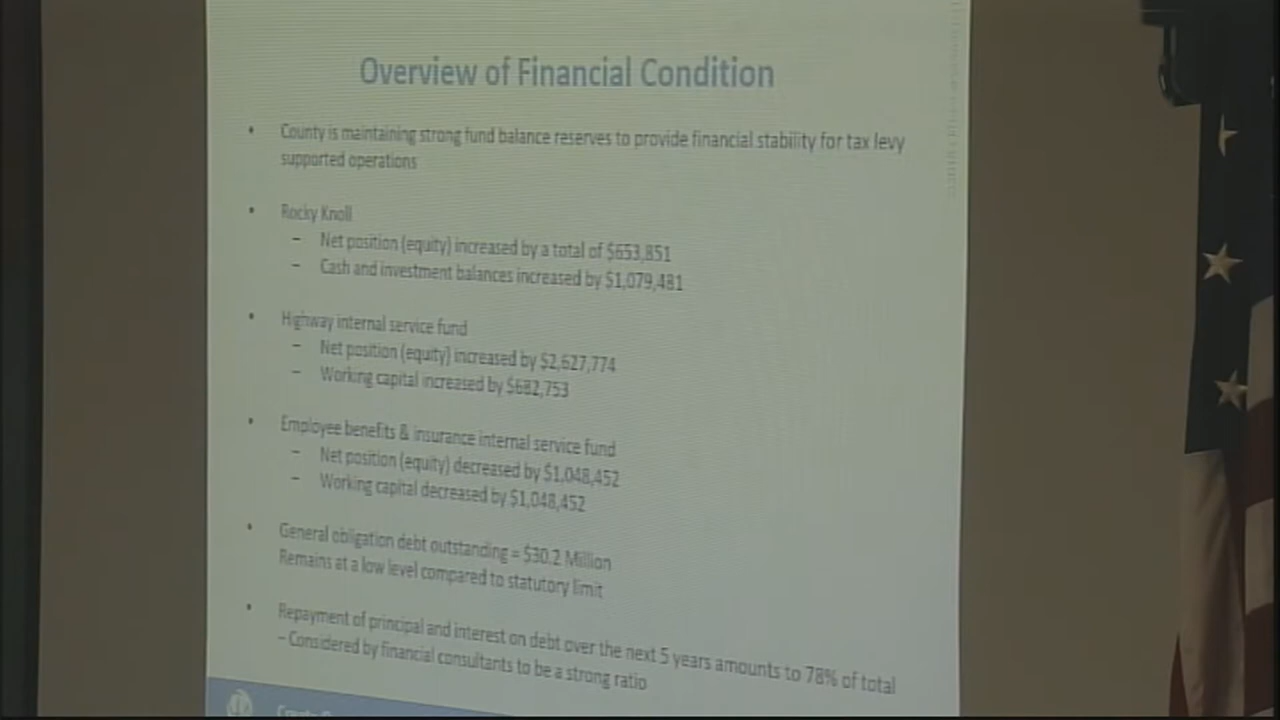 Overview of Financial Condition
• County is maintaining strong fund balance reserves to provide financial stability for tax levy
supported operations
• Rocky Knoll
– Net position (equity) increased by a total of $653,851
– Cash and investment balances increased by $1,079,481
• Highway internal service fund
– Net position (equity) increased by $2,627,774
– Working capital increased by $682,753
• Employee benefits & insurance internal service fund
– Net position (equity) decreased by $1,048,452
– Working capital decreased by $1,048,452
• General obligation debt outstanding = $30.2 Million
Remains at a low level compared to statutory limit
• Repayment of principal and interest on debt over the next 5 years amounts to 78% of total
– Considered by financial consultants to be a strong ratio